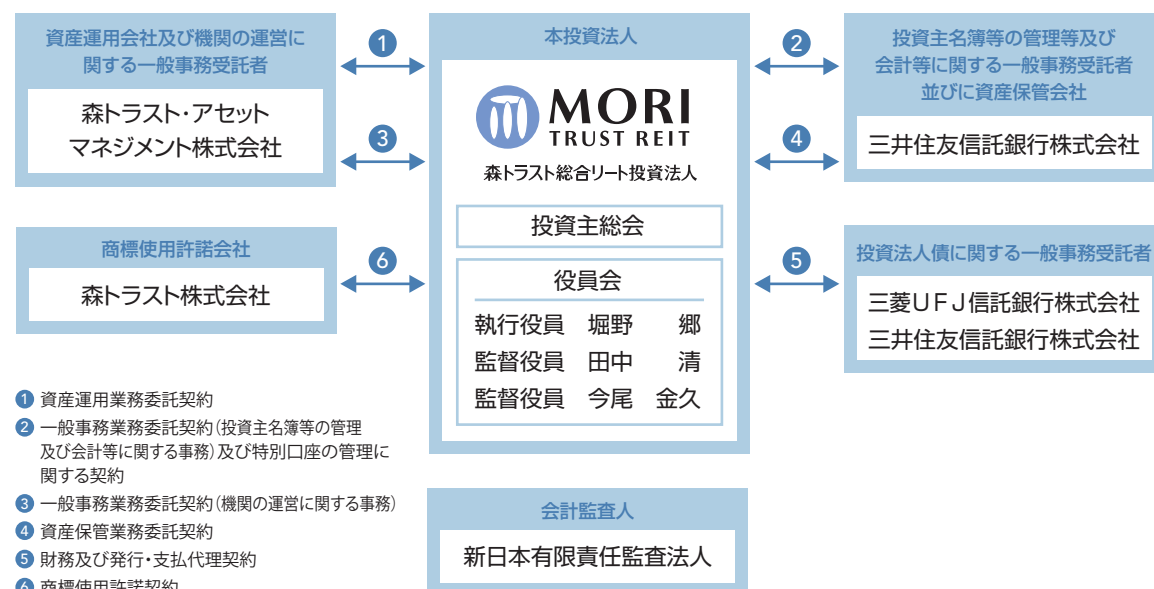 資産運用会社及び機関の運営に
関する一般事務受託者
森トラスト・アセット
マネジメント株式会社
1
3
商標使用許諾会社
森トラスト株式会社
6
本投資法人
MORI
TRUST REIT
森トラスト総合リート投資法人
投資主総会
役員会
執行役員 堀野 郷
監督役員 田中 清
監督役員 今尾 金久
2
4
5
投資主名簿等の管理等及び
会計等に関する一般事務受託者
並びに資産保管会社
三井住友信託銀行株式会社
投資法人債に関する一般事務受託者
三菱UFJ信託銀行株式会社
三井住友信託銀行株式会社
1 資産運用業務委託契約
2 一般事務業務委託契約(投資主名簿等の管理
及び会計等に関する事務)及び特別口座の管理に
関する契約
3 一般事務業務委託契約(機関の運営に関する事務)
4 資産保管業務委託契約
5 財務及び発行・支払代理契約
6 商標使用許諾契約
会計監査人
新日本有限責任監査法人